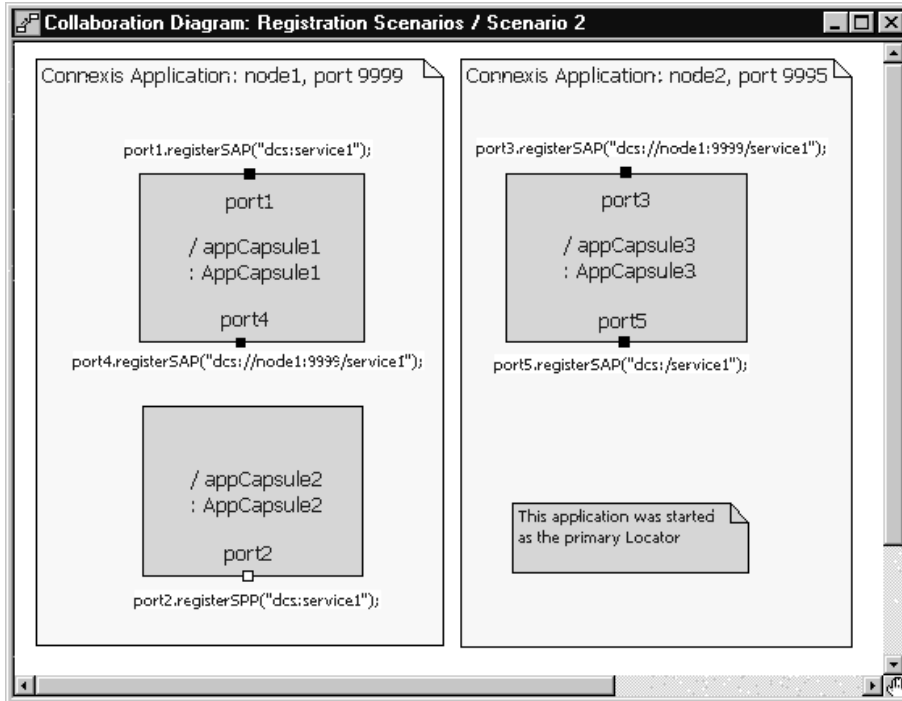 Collaboration Diagram: Registration Scenarios / Scenario 2
Connexis Application: node1, port 9999
port1.registerSAP("dcs:service1");
port1
/ appCapsule1
: AppCapsule1
port4
port4.registerSAP("dcs://node1:9999/service1");
/ appCapsule2
: AppCapsule2
port2
port2.registerSPP("dcs:service1");
Connexis Application: node2, port 9995
port3.registerSAP("dcs://node1:9999/service1");
port3
/ appCapsule3
: AppCapsule3
port5
port5.registerSAP("dcs:/service1");
This application was started
as the primary Locator